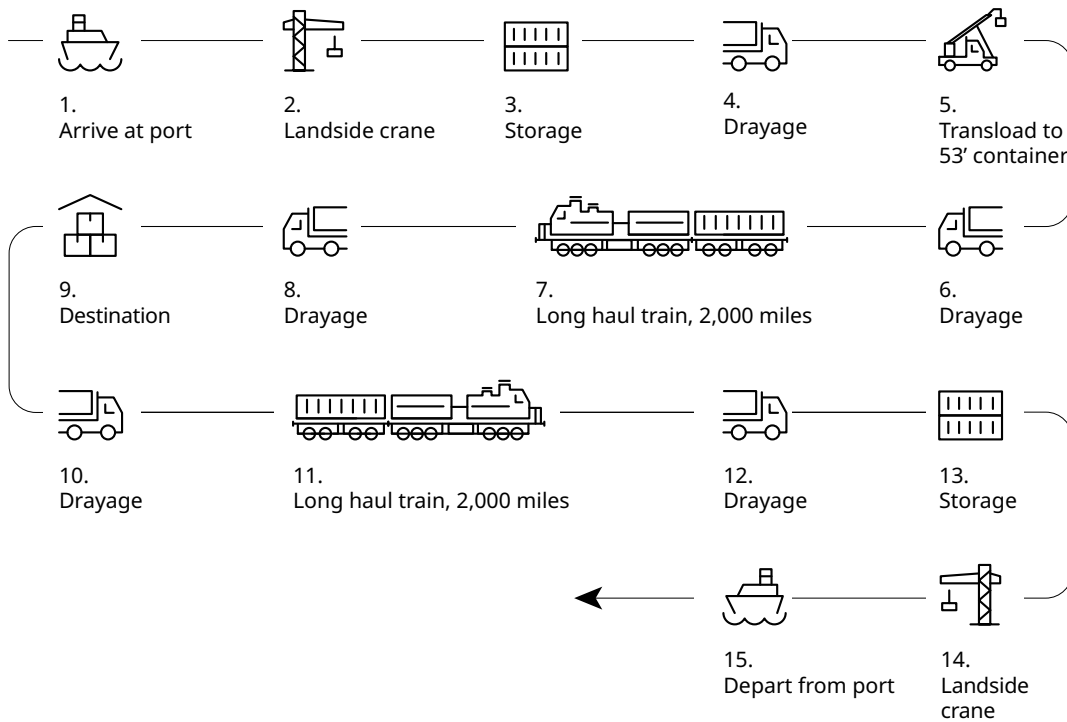 1.
Arrive at port
2.
Landside crane
3.
Storage
4.
Drayage
5.
Transload to
53’ container
6.
Drayage
7.
Long haul train, 2,000 miles
8.
Drayage
9.
Destination
10.
Drayage
11.
Long haul train, 2,000 miles
12.
Drayage
13.
Storage
14.
Landside
crane
15.
Depart from port